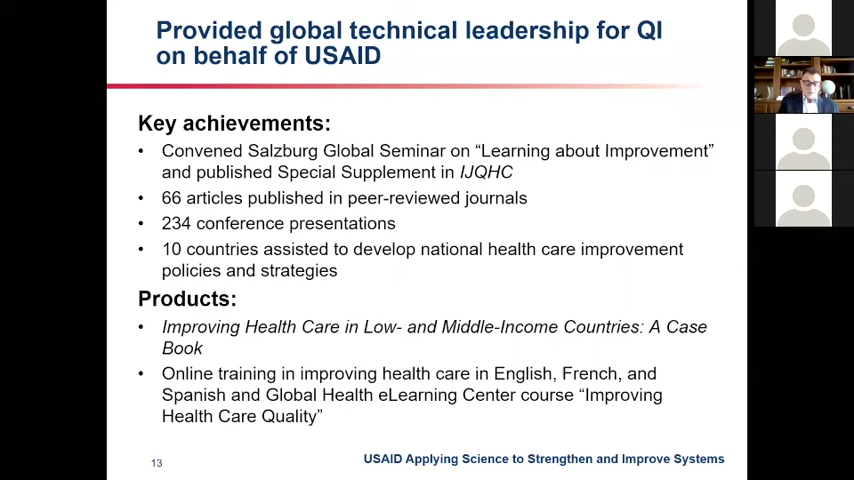 Provided global technical leadership for QI
on behalf of USAID
Key achievements:
• Convened Salzburg Global Seminar on “Learning about Improvement”
and published Special Supplement in IJQHC
• 66 articles published in peer-reviewed journals
• 234 conference presentations
• 10 countries assisted to develop national health care improvement
policies and strategies
Products:
• Improving Health Care in Low- and Middle-Income Countries: A Case
Book
• Online training in improving health care in English, French, and
Spanish and Global Health eLearning Center course “Improving
Health Care Quality”
13
USAID Applying Science to Strengthen and Improve Systems